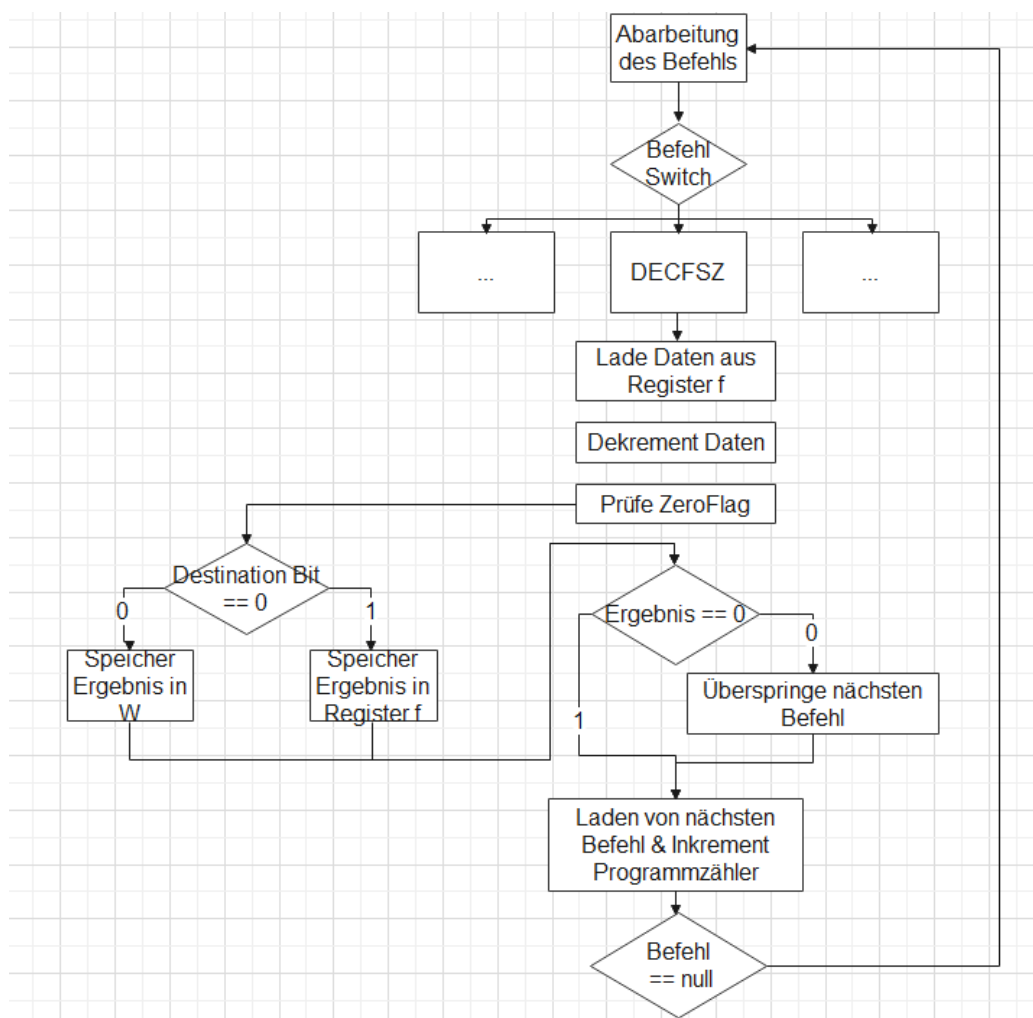 Abarbeitung
des Befehls
Befehl
Switch
...
DECFSZ
...
Lade Daten aus
Register f
Dekrement Daten
Prüfe ZeroFlag
Destination Bit
== 0
0
1
Speicher
Ergebnis in
W
Speicher
Ergebnis in
Register f
Ergebnis == 0
0
1
Überspringe nächsten
Befehl
Laden von nächsten
Befehl & Inkrement
Programmzähler
Befehl
== null